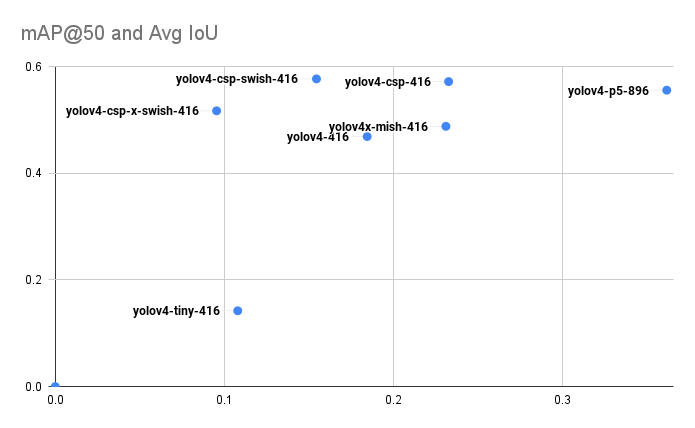 mAP@50 and Avg IoU
0.6
yolov4-csp-swish-416
yolov4-csp-416
yolov4-p5-896
yolov4-csp-x-swish-416
yolov4x-mish-416
yolov4-416
0.4
0.2
yolov4-tiny-416
0.0
0.0 0.1 0.2 0.3